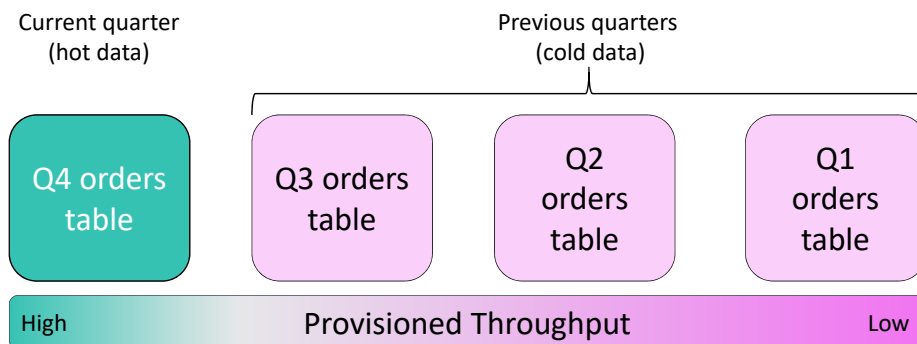 Current quarter
(hot data)
Previous quarters
(cold data)
Q4 orders
table
Q3 orders
table
Q2
orders
table
Q1
orders
table
High
Provisioned Throughput
Low